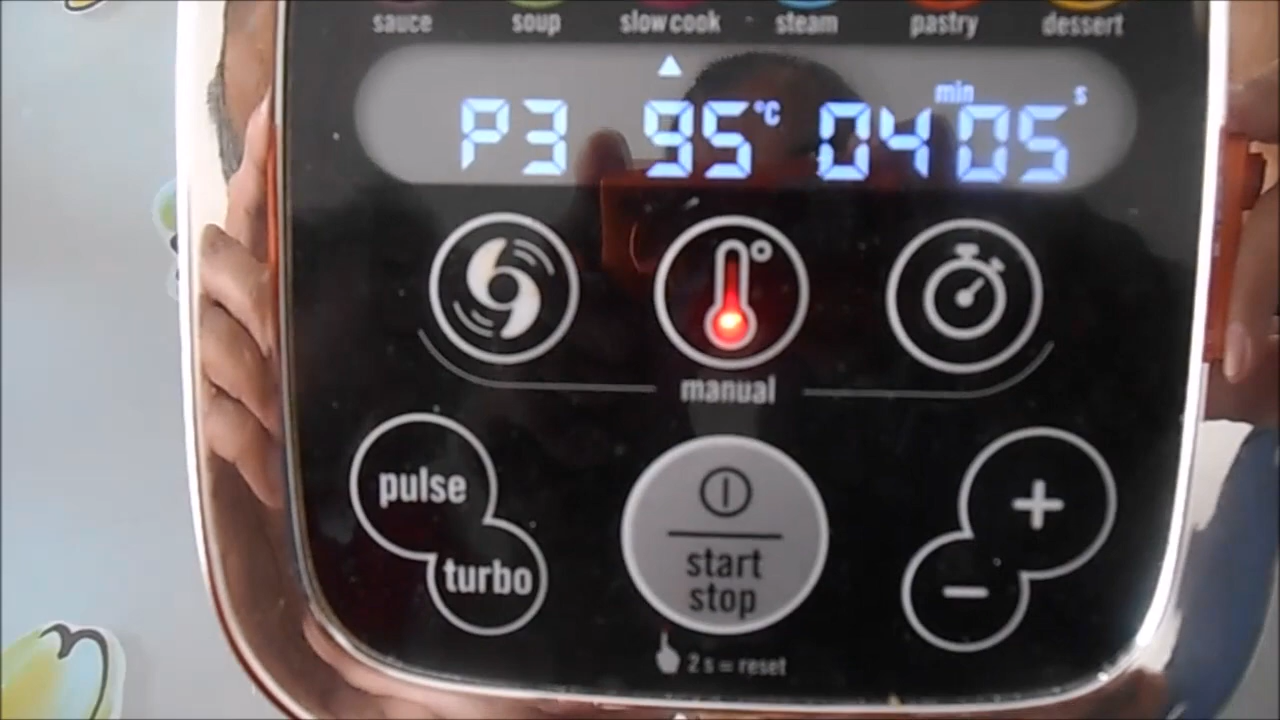 sauce soup slow cook steam pastry dessert
min s
P3 95 °C 04 05
manual
pulse
turbo
start
stop
+
−
2 s = reset